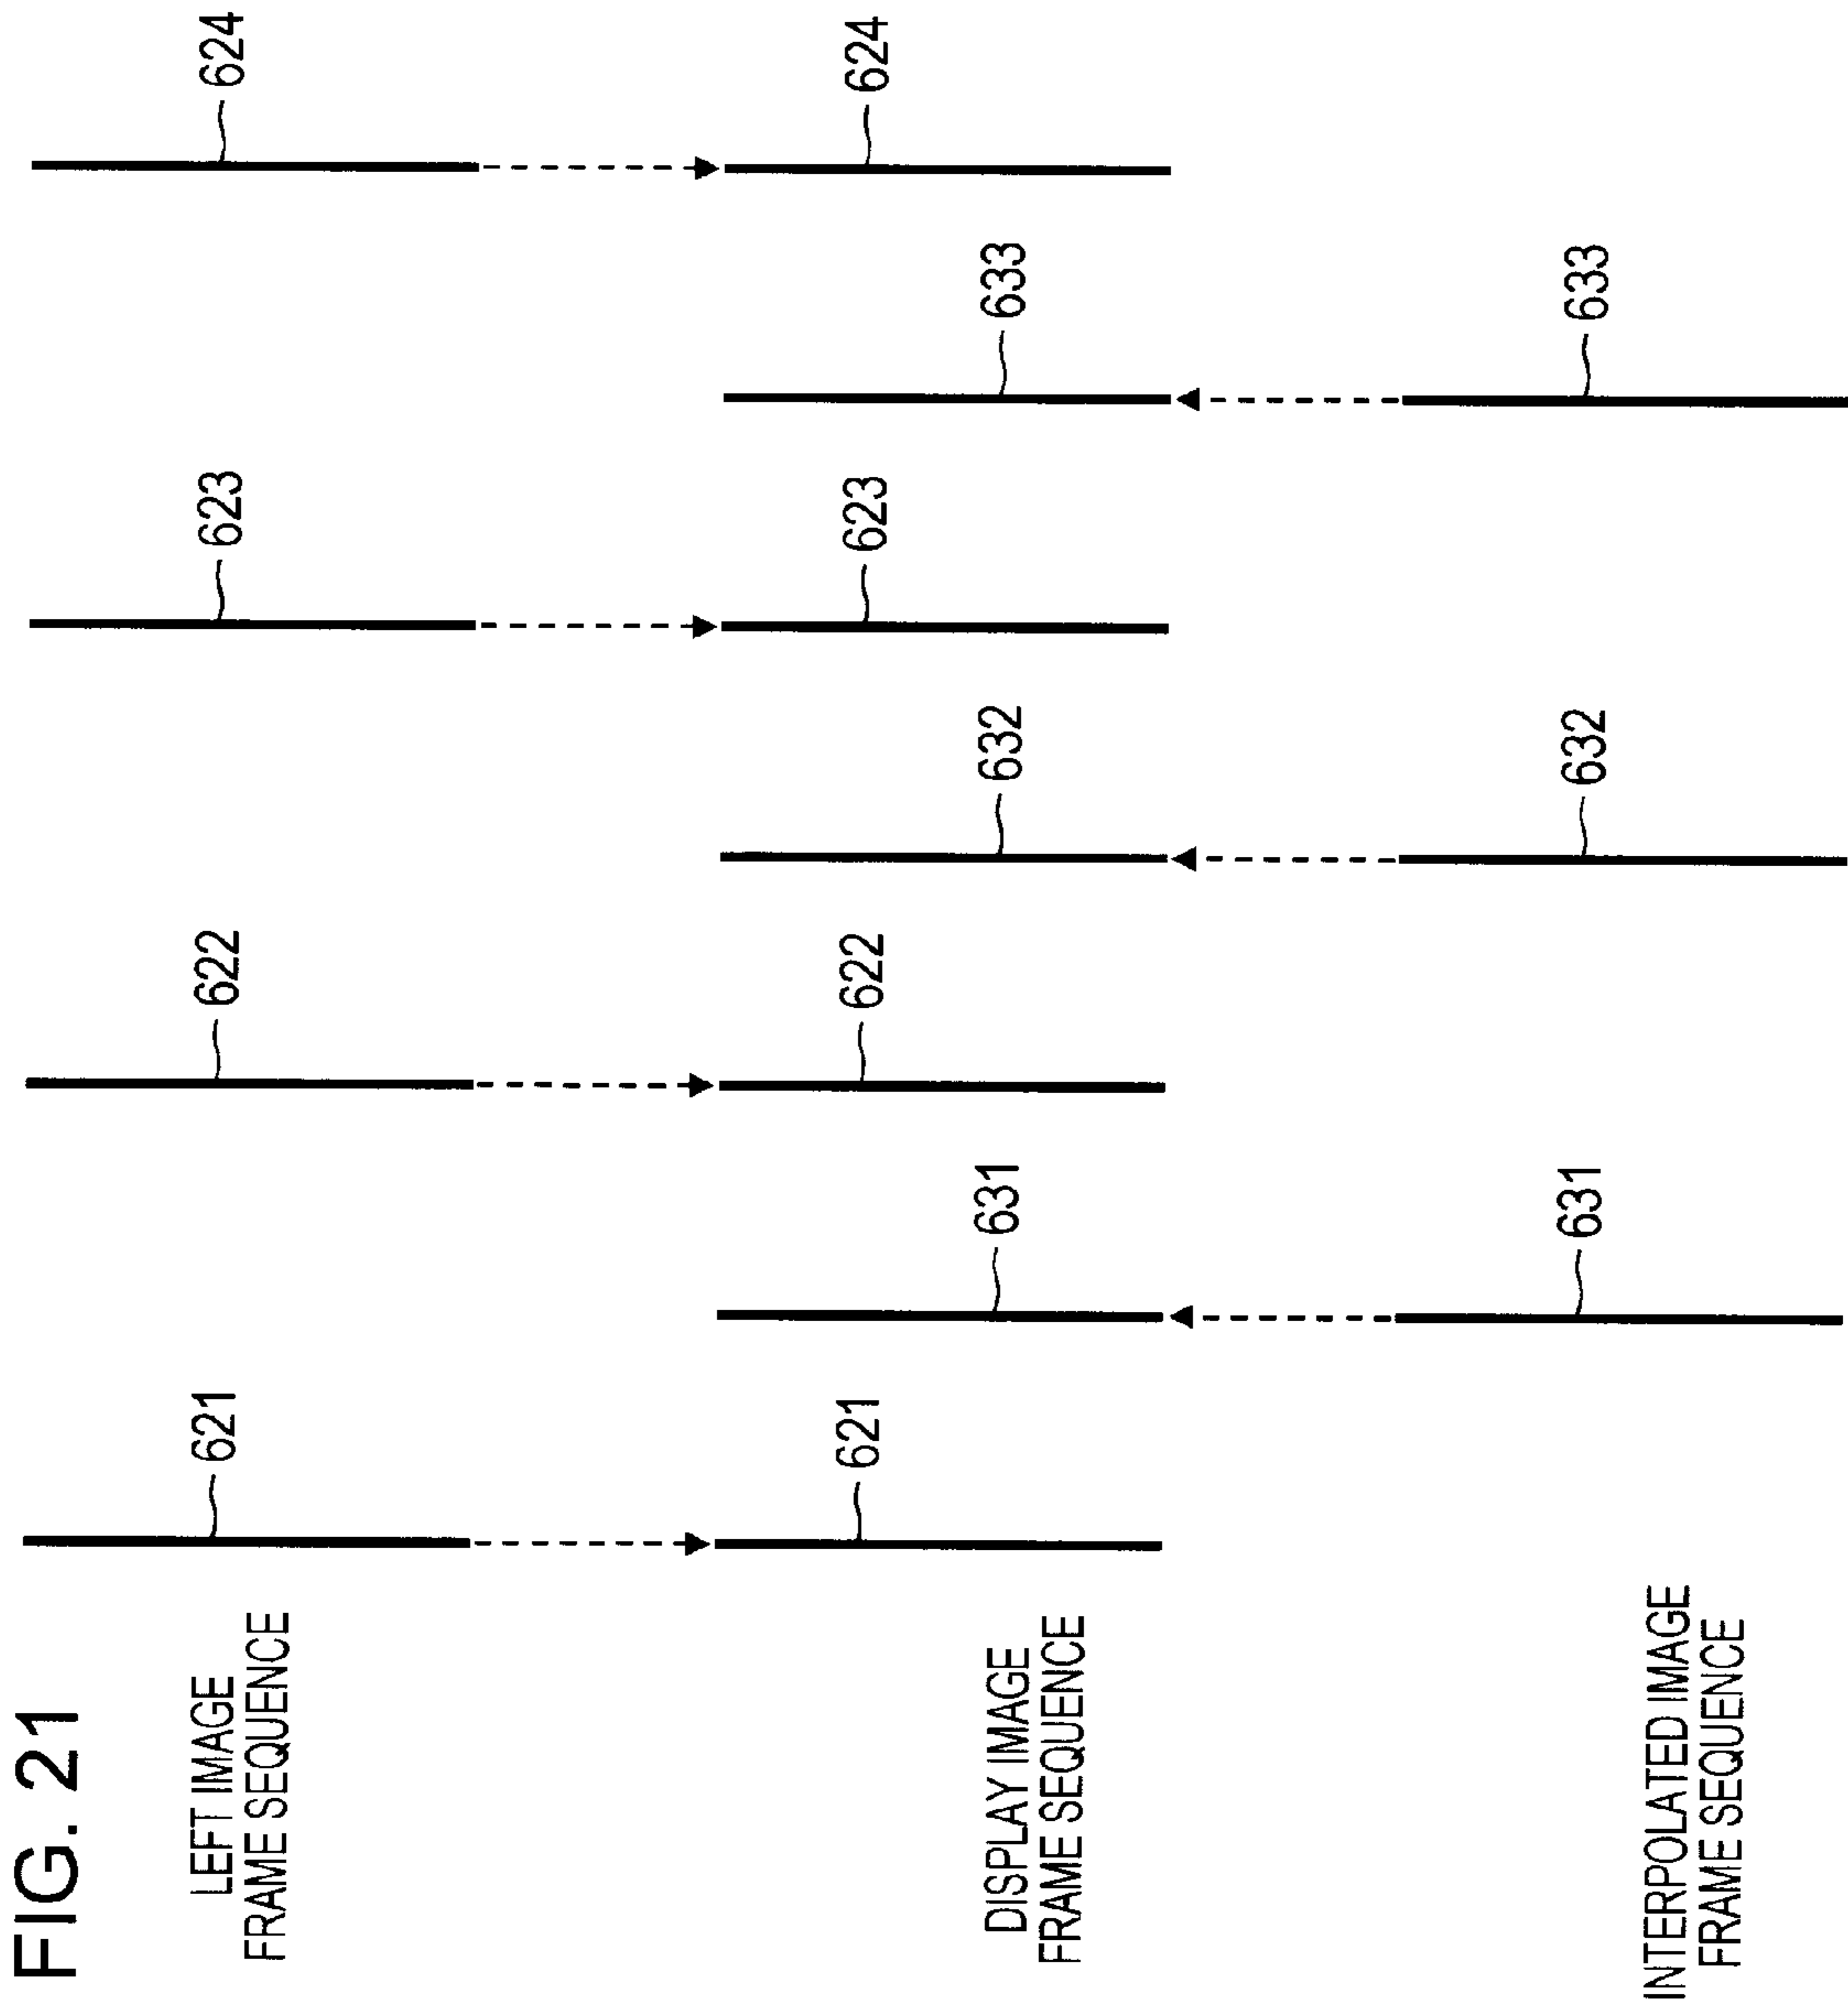 FIG. 21
LEFT IMAGE
FRAME SEQUENCE
621
622
623
624
DISPLAY IMAGE
FRAME SEQUENCE
621
631
622
632
623
633
624
INTERPOLATED IMAGE
FRAME SEQUENCE
631
632
633